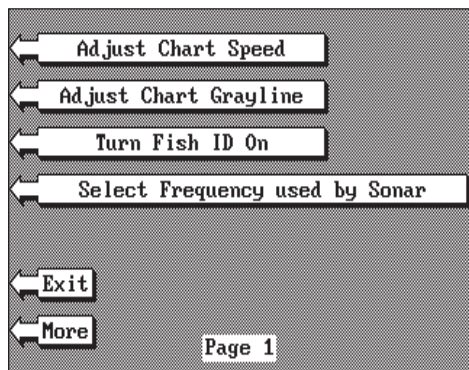 Adjust Chart Speed
Adjust Chart Grayline
Turn Fish ID On
Select Frequency used by Sonar
Exit
More
Page 1